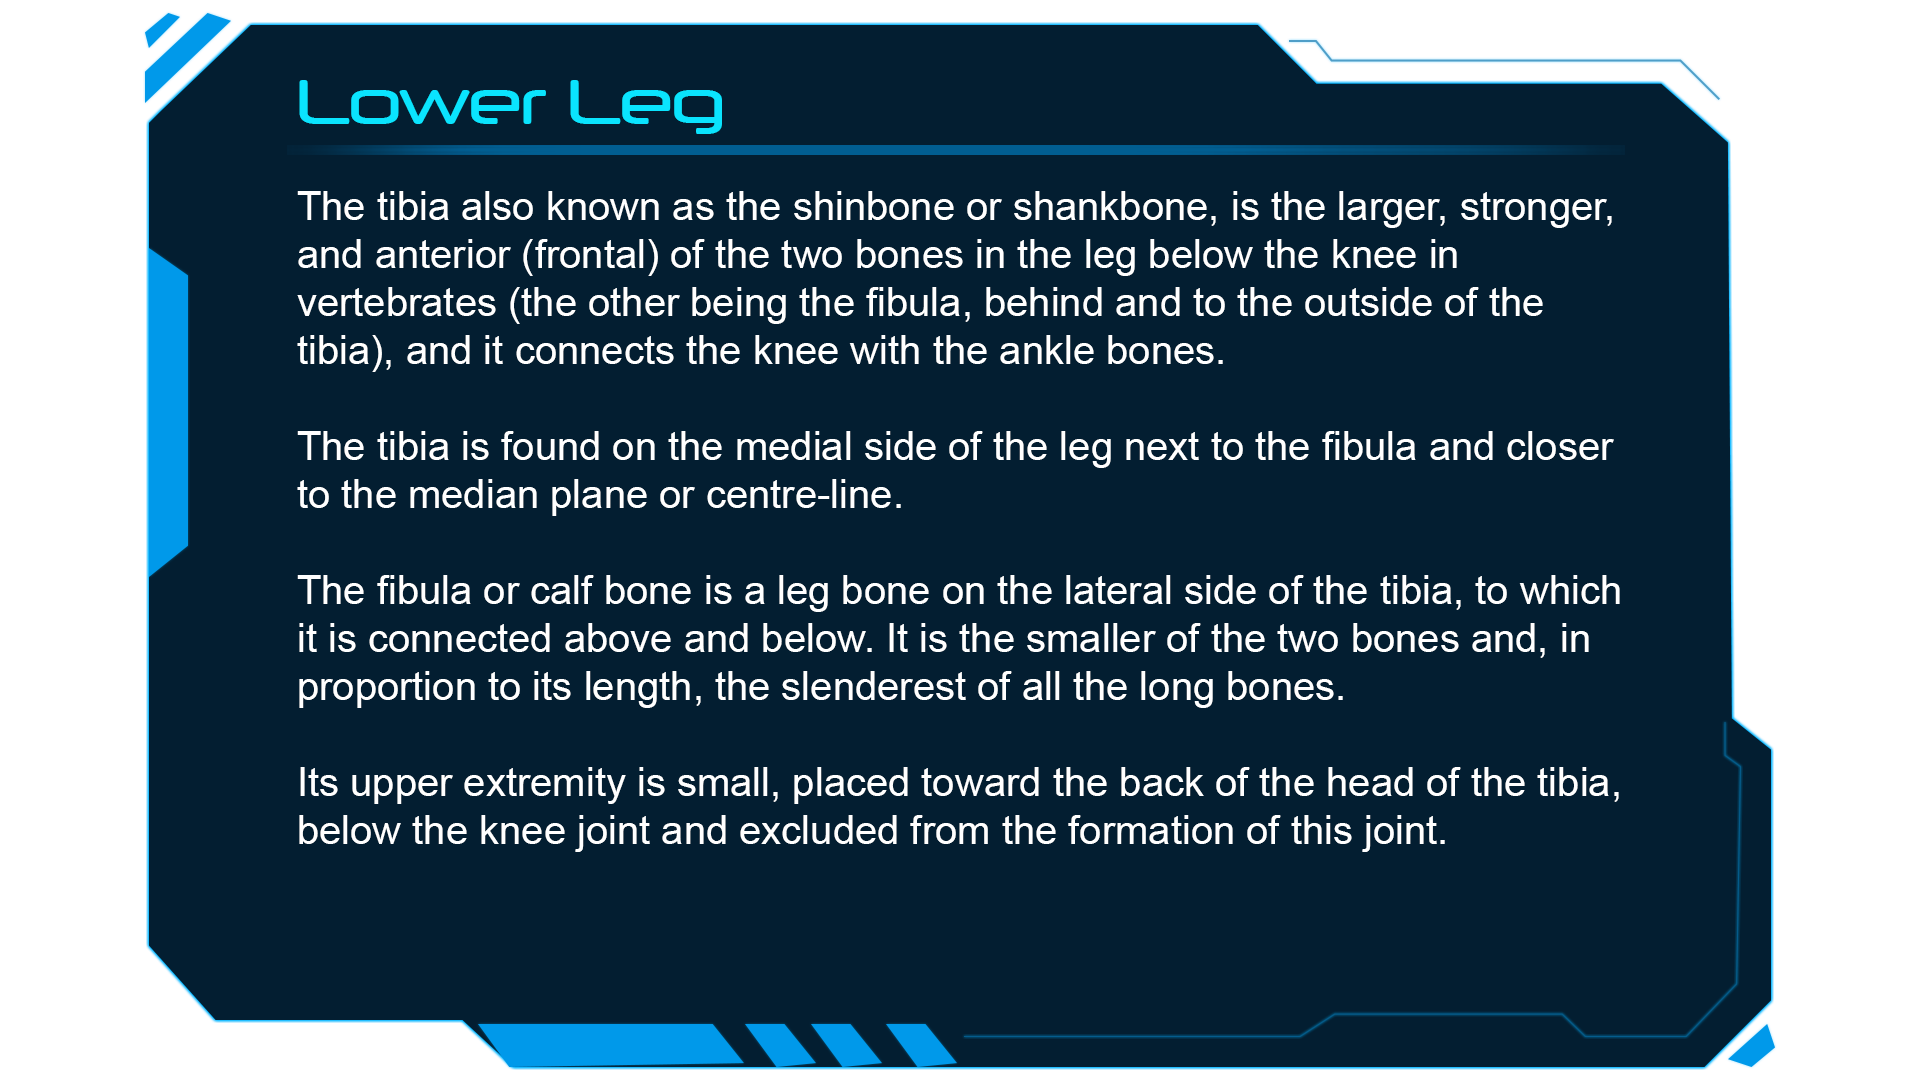 Lower Leg
The tibia also known as the shinbone or shankbone, is the larger, stronger,
and anterior (frontal) of the two bones in the leg below the knee in
vertebrates (the other being the fibula, behind and to the outside of the
tibia), and it connects the knee with the ankle bones.
The tibia is found on the medial side of the leg next to the fibula and closer
to the median plane or centre-line.
The fibula or calf bone is a leg bone on the lateral side of the tibia, to which
it is connected above and below. It is the smaller of the two bones and, in
proportion to its length, the slenderest of all the long bones.
Its upper extremity is small, placed toward the back of the head of the tibia,
below the knee joint and excluded from the formation of this joint.